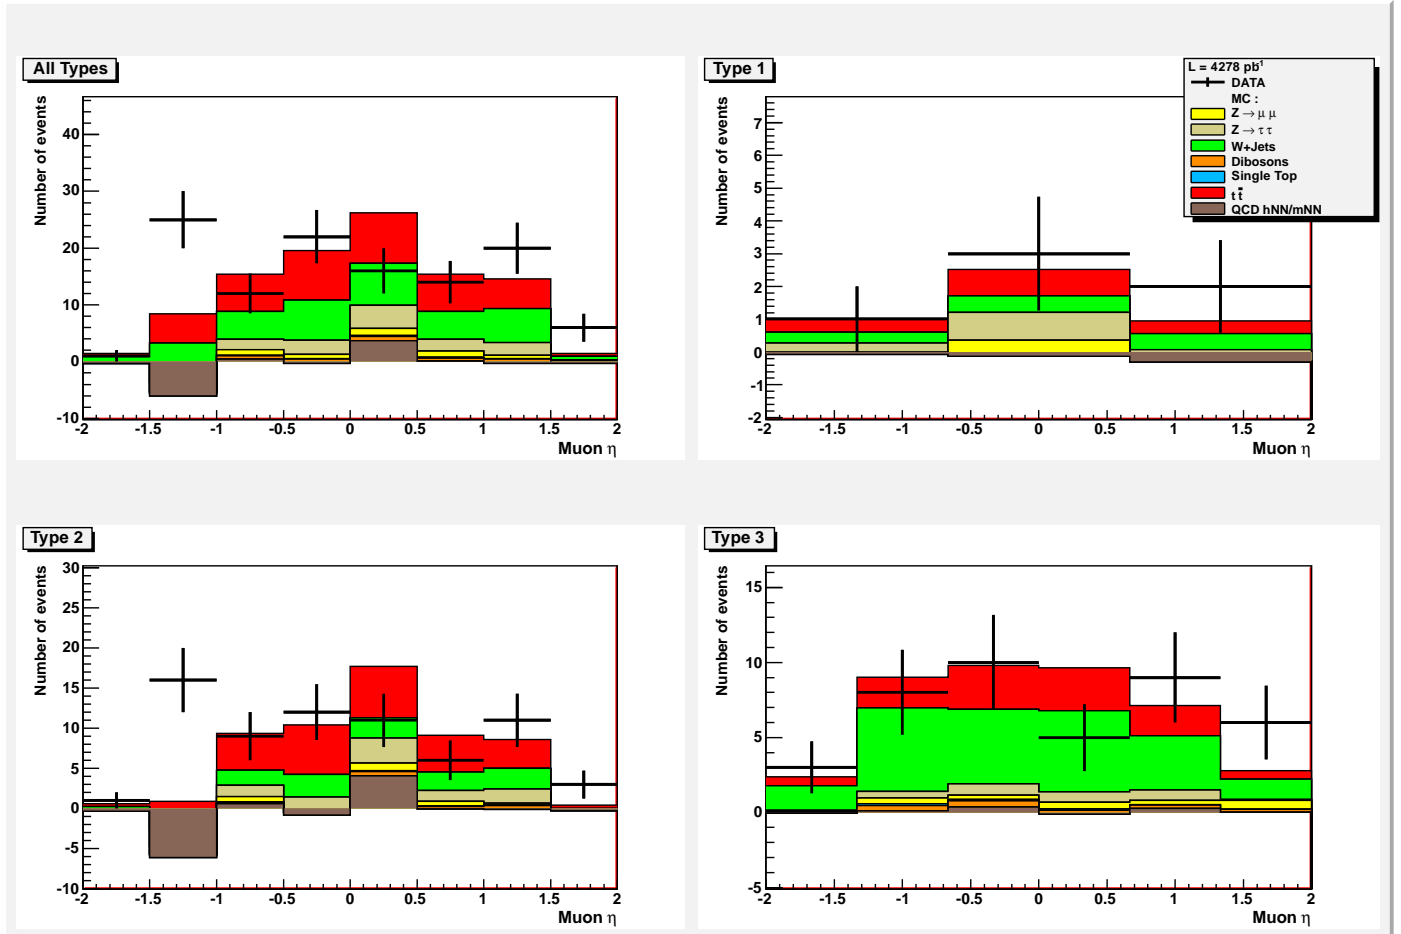 All Types
Number of events
40
30
20
10
0
-10
-2 -1.5 -1 -0.5 0 0.5 1 1.5 2
Muon η
Type 1
Number of events
7
6
5
4
3
2
1
0
-1
-2
-2 -1.5 -1 -0.5 0 0.5 1 1.5 2
Muon η
L = 4278 pb-1
DATA
MC :
Z → μ μ
Z → τ τ
W+Jets
Dibosons
Single Top
t t̄
QCD hNN/mNN
Type 2
Number of events
30
25
20
15
10
5
0
-5
-10
-2 -1.5 -1 -0.5 0 0.5 1 1.5 2
Muon η
Type 3
Number of events
15
10
5
0
-5
-2 -1.5 -1 -0.5 0 0.5 1 1.5 2
Muon η